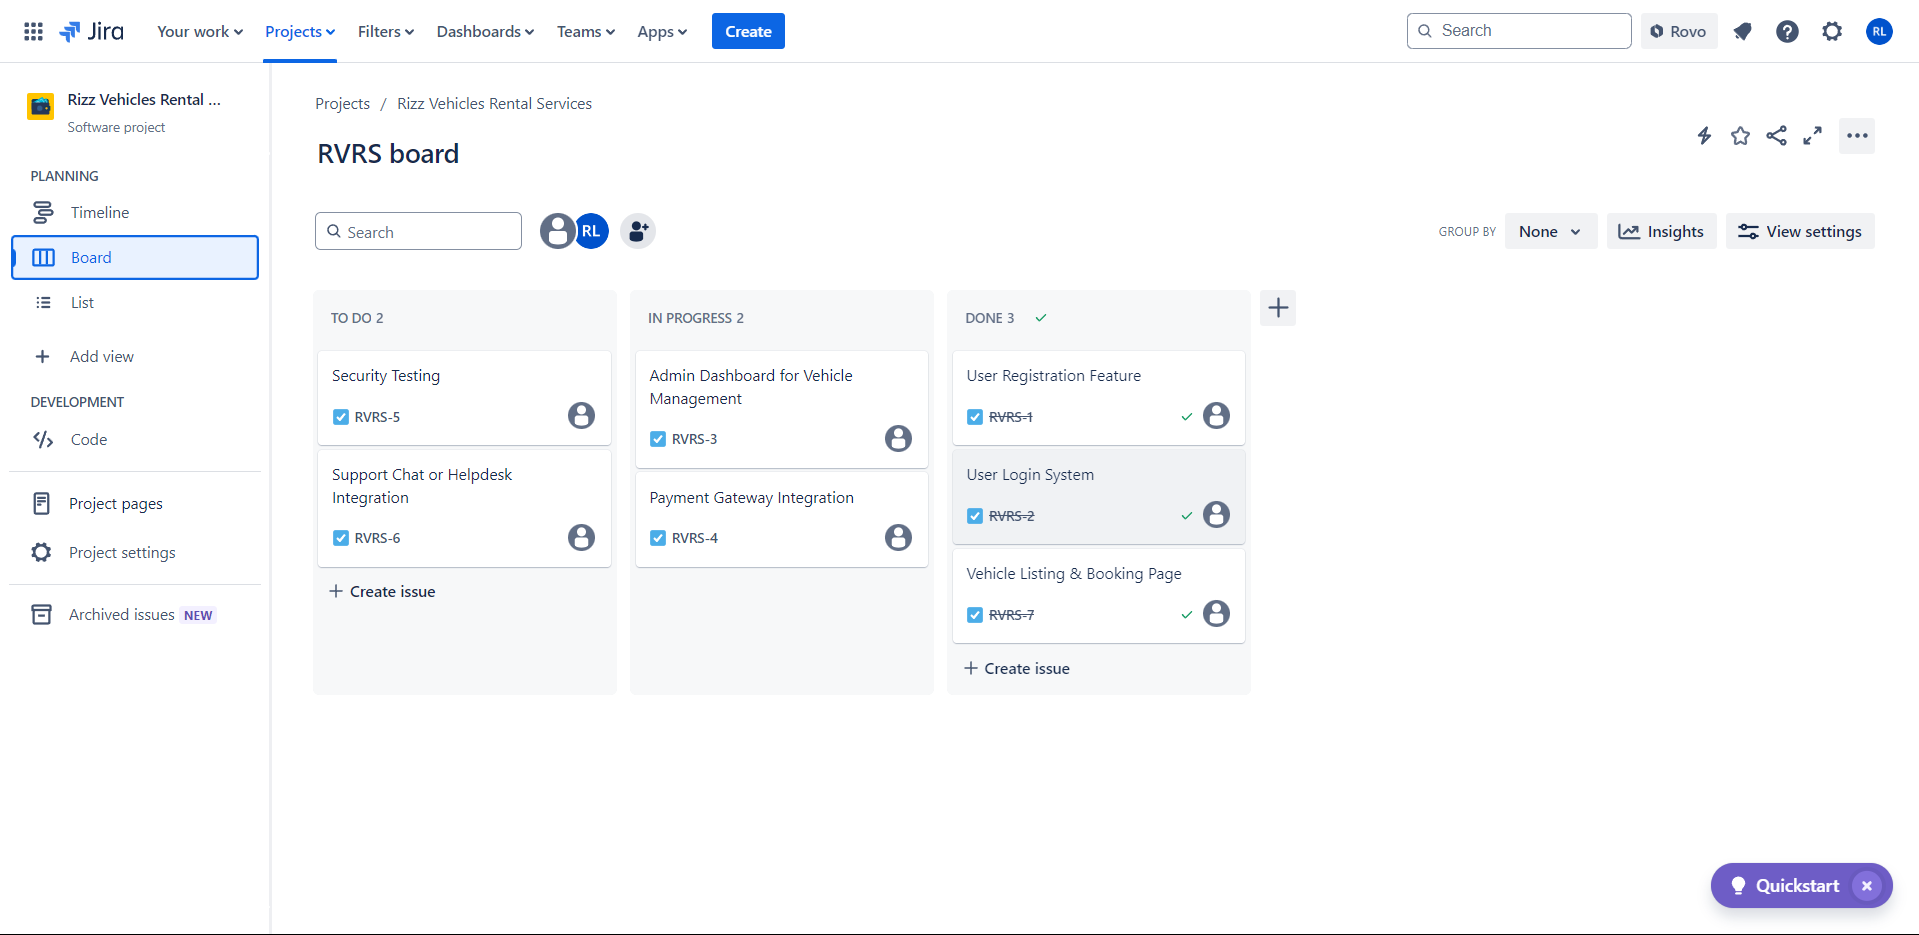 Jira
Your work
Projects
Filters
Dashboards
Teams
Apps
Create
Search
Rovo
RL
Rizz Vehicles Rental ...
Software project
PLANNING
Timeline
Board
List
Add view
DEVELOPMENT
Code
Project pages
Project settings
Archived issues NEW
Projects / Rizz Vehicles Rental Services
RVRS board
Search
RL
GROUP BY
None
Insights
View settings
TO DO 2
Security Testing
RVRS-5
Support Chat or Helpdesk
Integration
RVRS-6
Create issue
IN PROGRESS 2
Admin Dashboard for Vehicle
Management
RVRS-3
Payment Gateway Integration
RVRS-4
DONE 3
User Registration Feature
RVRS-1
User Login System
RVRS-2
Vehicle Listing & Booking Page
RVRS-7
Create issue
Quickstart